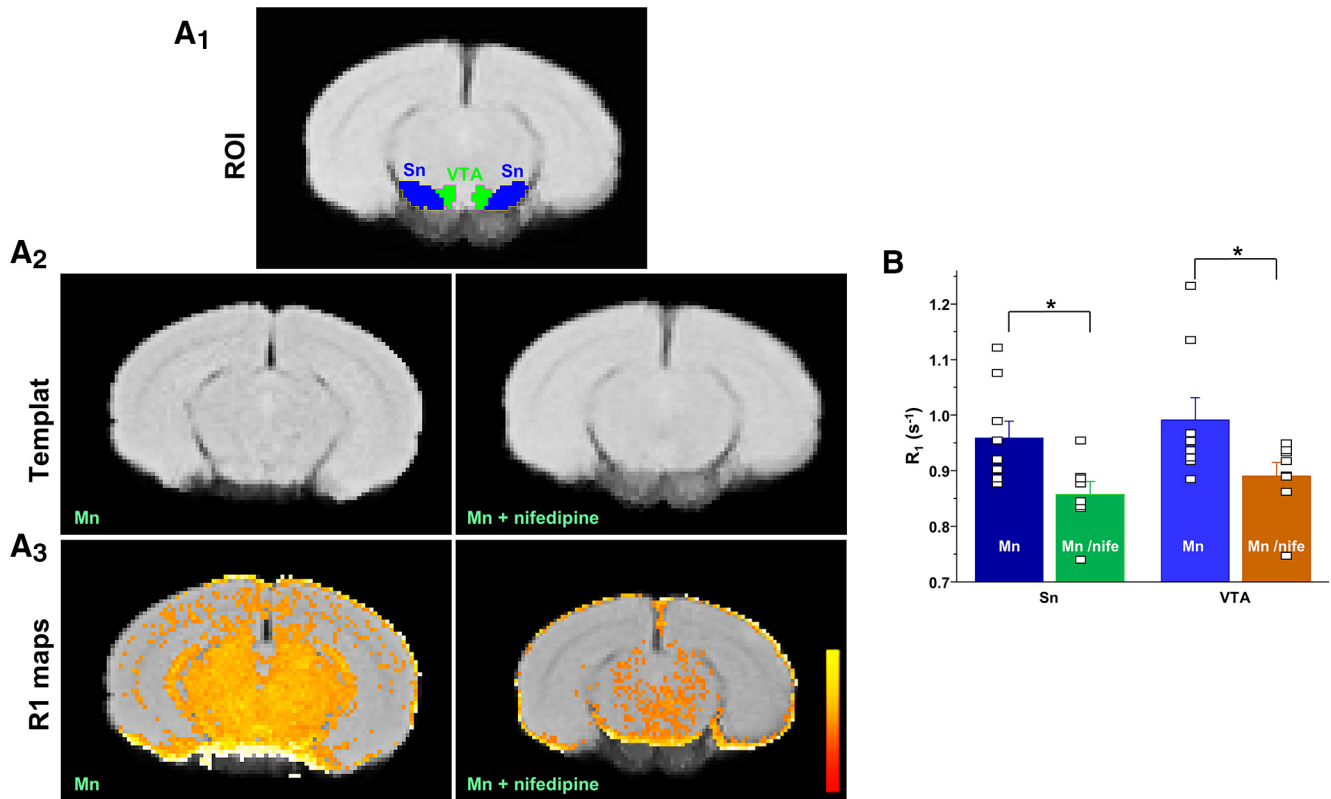 A1
ROI
Sn VTA Sn
A2
Templat
Mn
Mn + nifedipine
A3
R1 maps
Mn
Mn + nifedipine
B
R1 (s-1)
1.2
1.1
1.0
0.9
0.8
0.7
*
*
Mn
Mn /nife
Mn
Mn /nife
Sn
VTA